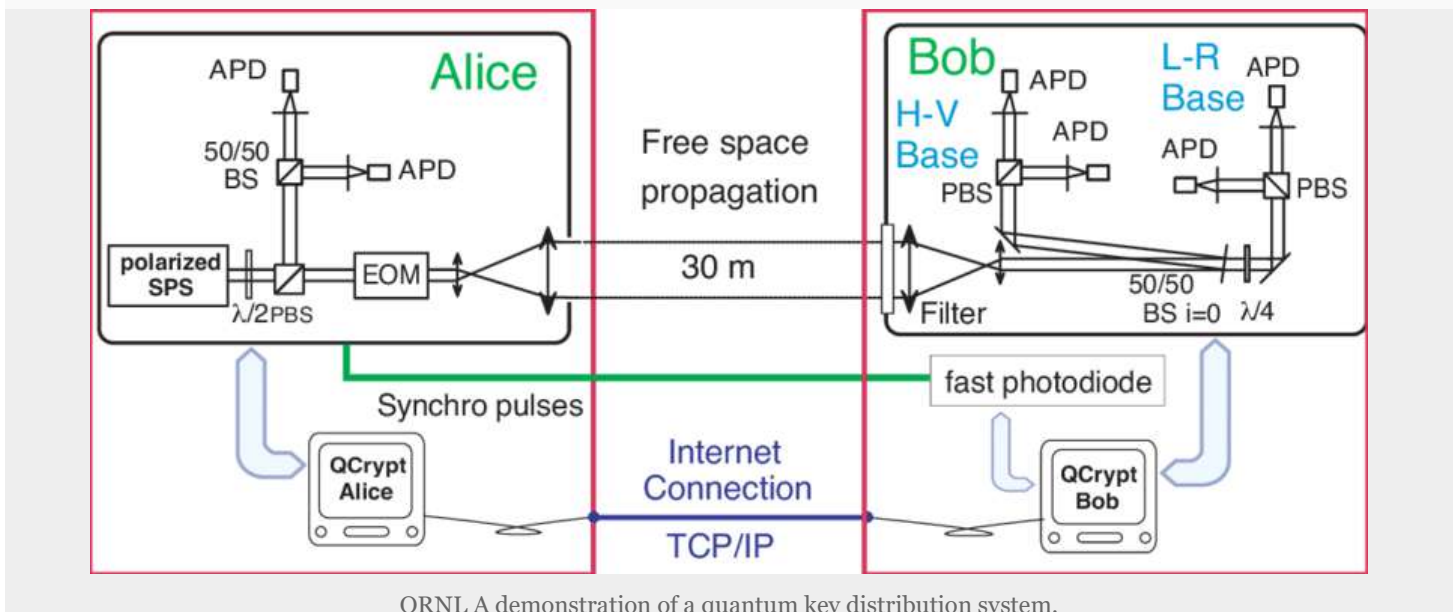 Alice
APD
50/50
BS
APD
polarized
SPS
λ/2
PBS
EOM
Free space
propagation
30 m
Bob
H-V
Base
APD
APD
PBS
L-R
Base
APD
APD
PBS
Filter
50/50
BS i=0
λ/4
Synchro pulses
fast photodiode
QCrypt
Alice
Internet
Connection
TCP/IP
QCrypt
Bob
ORNL A demonstration of a quantum key distribution system.